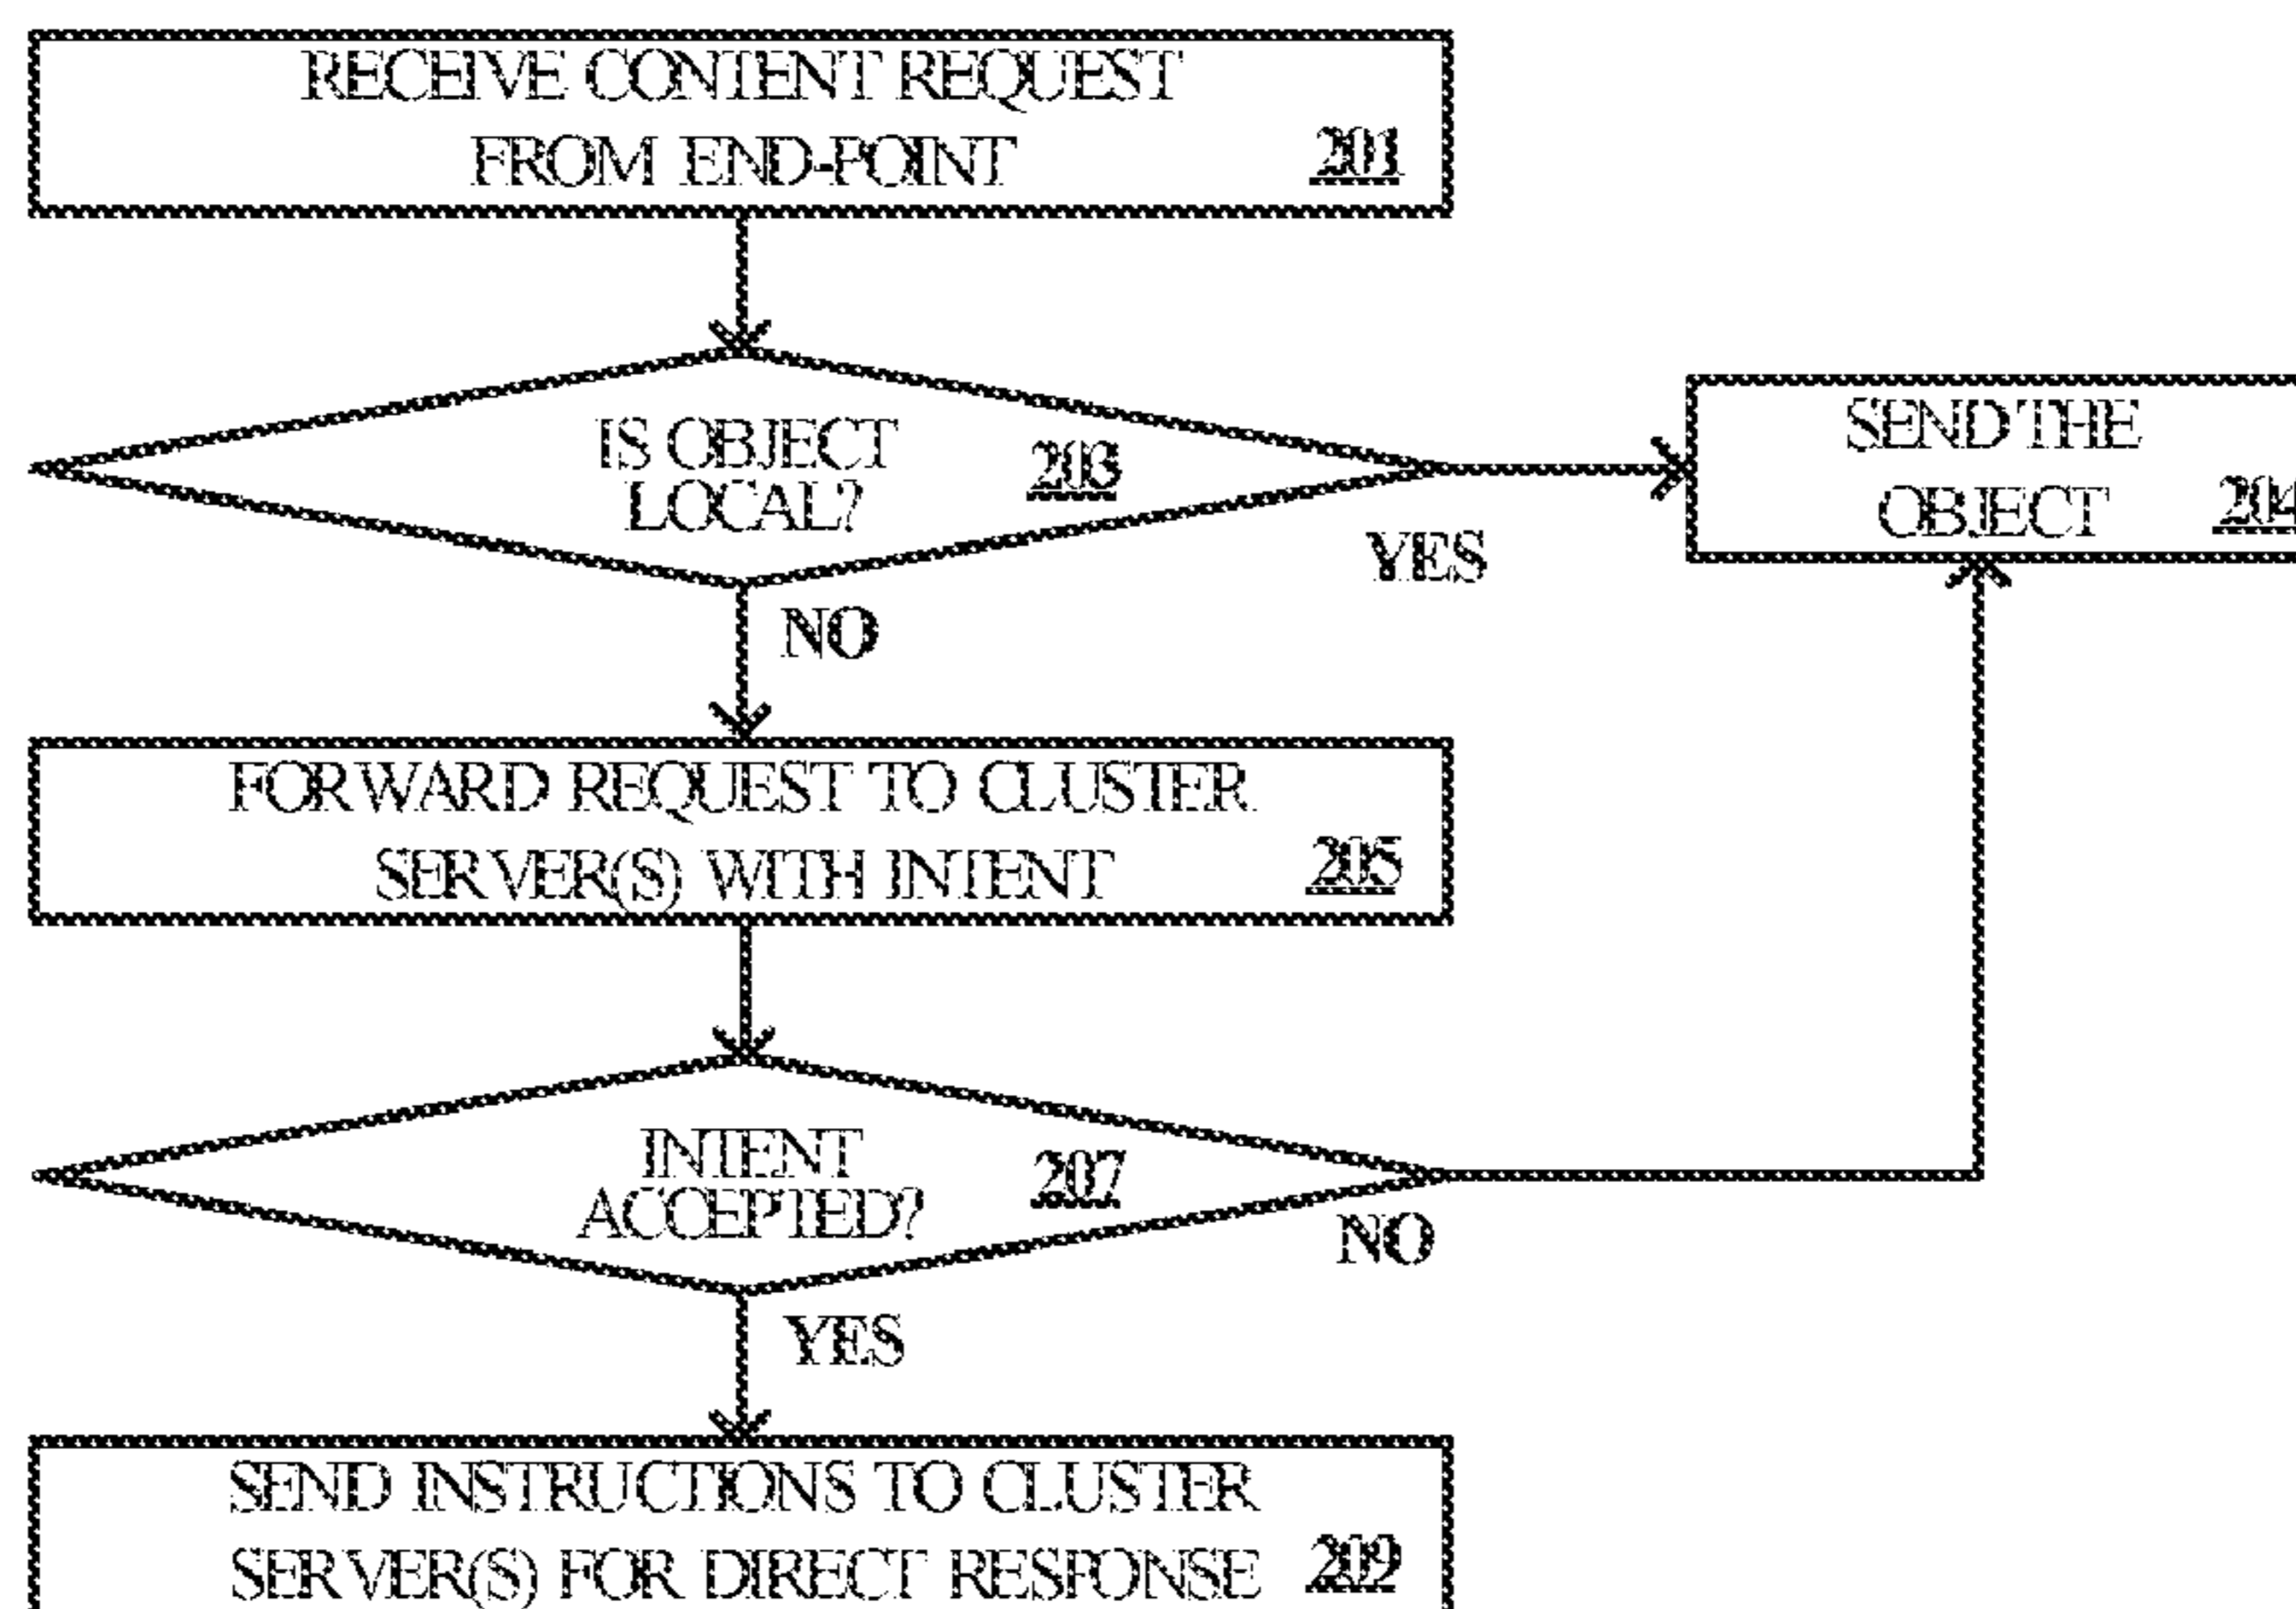 RECEIVE CONTENT REQUEST
FROM END-POINT 201
IS OBJECT
LOCAL? 203
YES
SEND THE
OBJECT 204
NO
FORWARD REQUEST TO CLUSTER
SERVER(S) WITH INTENT 205
INTENT
ACCEPTED? 207
NO
YES
SEND INSTRUCTIONS TO CLUSTER
SERVER(S) FOR DIRECT RESPONSE 209